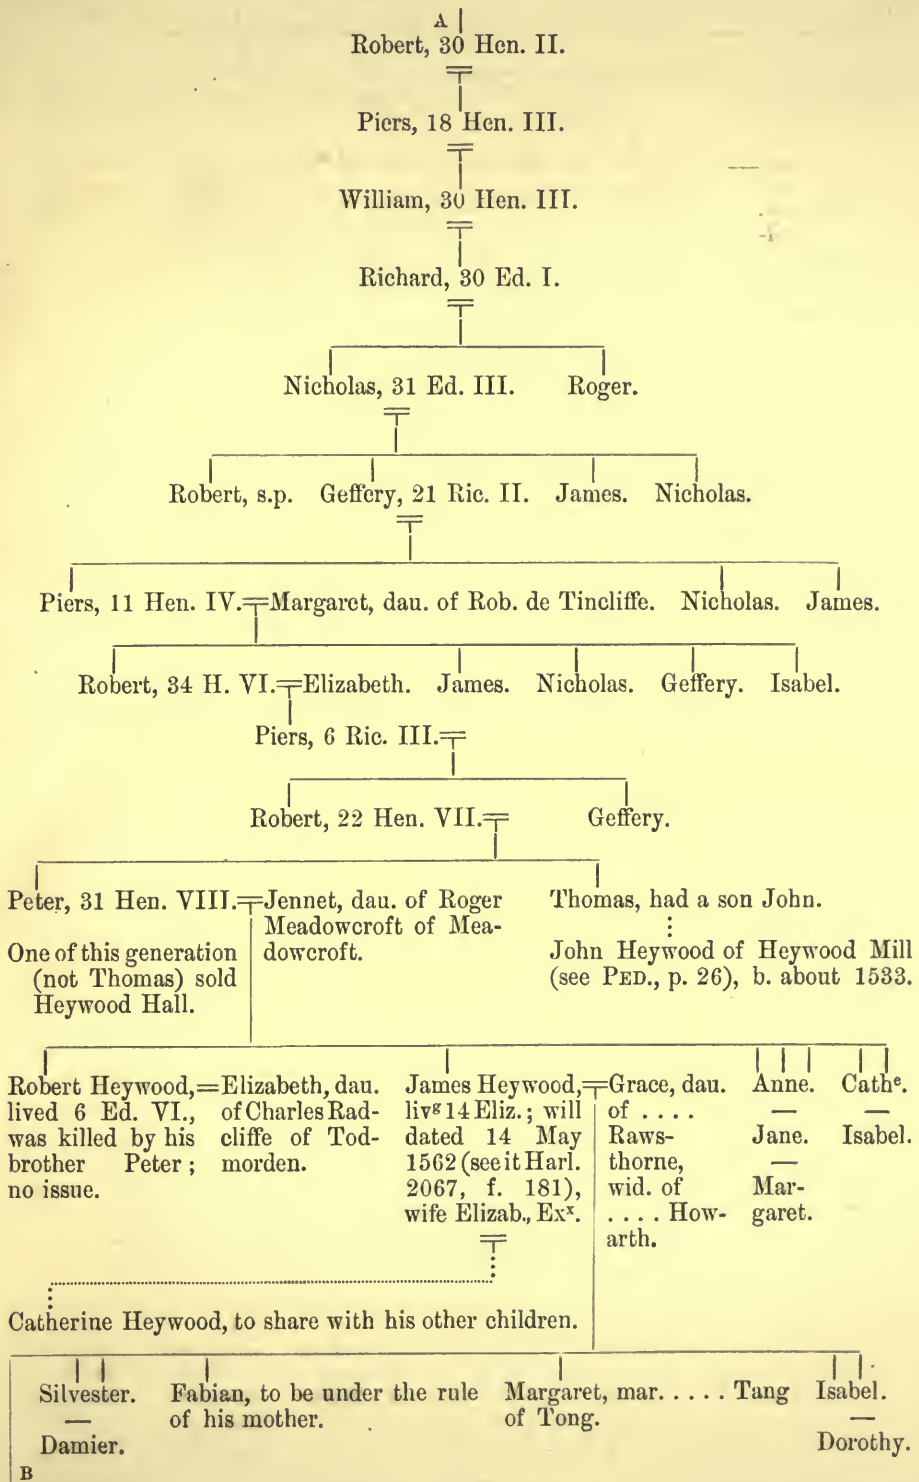 A
Robert, 30 Hen. II.
Piers, 18 Hen. III.
William, 30 Hen. III.
Richard, 30 Ed. I.
Nicholas, 31 Ed. III. Roger.
Robert, s.p. Geffery, 21 Ric. II. James. Nicholas.
Piers, 11 Hen. IV.=Margaret, dau. of Rob. de Tincliffe. Nicholas. James.
Robert, 34 H. VI.=Elizabeth. James. Nicholas. Geffery. Isabel.
Piers, 6 Ric. III.=
Robert, 22 Hen. VII.= Geffery.
Peter, 31 Hen. VIII.=Jennet, dau. of Roger
Meadowcroft of Mea-
dowcroft.
One of this generation
(not Thomas) sold
Heywood Hall.
Thomas, had a son John.
John Heywood of Heywood Mill
(see PED., p. 26), b. about 1533.
Robert Heywood,=
lived 6 Ed. VI.,
was killed by his
brother Peter;
no issue.
Elizabeth, dau.
of Charles Rad-
cliffe of Tod-
morden.
James Heywood,=
livᵍ 14 Eliz.; will
dated 14 May
1562 (see it Harl.
2067, f. 181),
wife Elizab., Exˣ.
Grace, dau.
of ....
Raws-
thorne,
wid. of
.... How-
arth.
Anne.
—
Jane.
—
Mar-
garet.
Cathᵉ.
—
Isabel.
Catherine Heywood, to share with his other children.
Silvester.
—
Damier.
Fabian, to be under the rule
of his mother.
Margaret, mar. .... Tang
of Tong.
Isabel.
—
Dorothy.
B